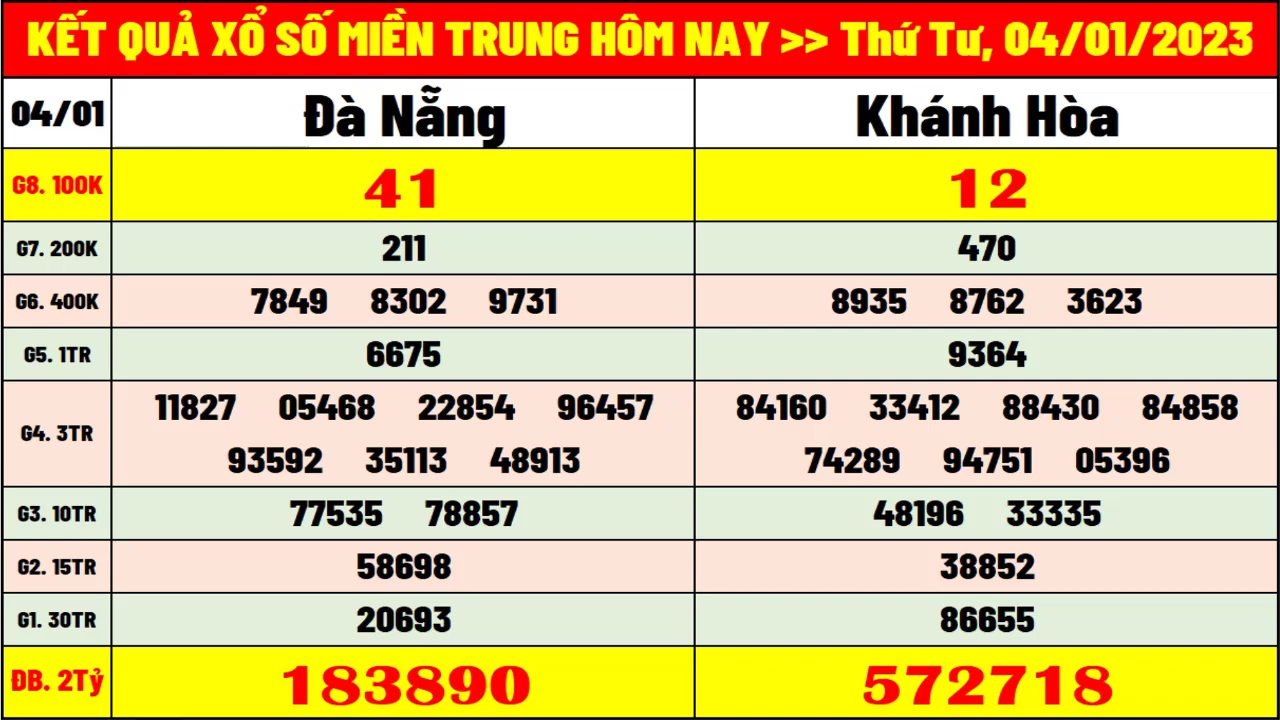 KẾT QUẢ XỔ SỐ MIỀN TRUNG HÔM NAY >> Thứ Tư, 04/01/2023
04/01 Đà Nẵng Khánh Hòa
G8. 100K 41 12
G7. 200K 211 470
G6. 400K 7849 8302 9731 8935 8762 3623
G5. 1TR 6675 9364
G4. 3TR 11827 05468 22854 96457 84160 33412 88430 84858
93592 35113 48913 74289 94751 05396
G3. 10TR 77535 78857 48196 33335
G2. 15TR 58698 38852
G1. 30TR 20693 86655
ĐB. 2Tỷ 183890 572718